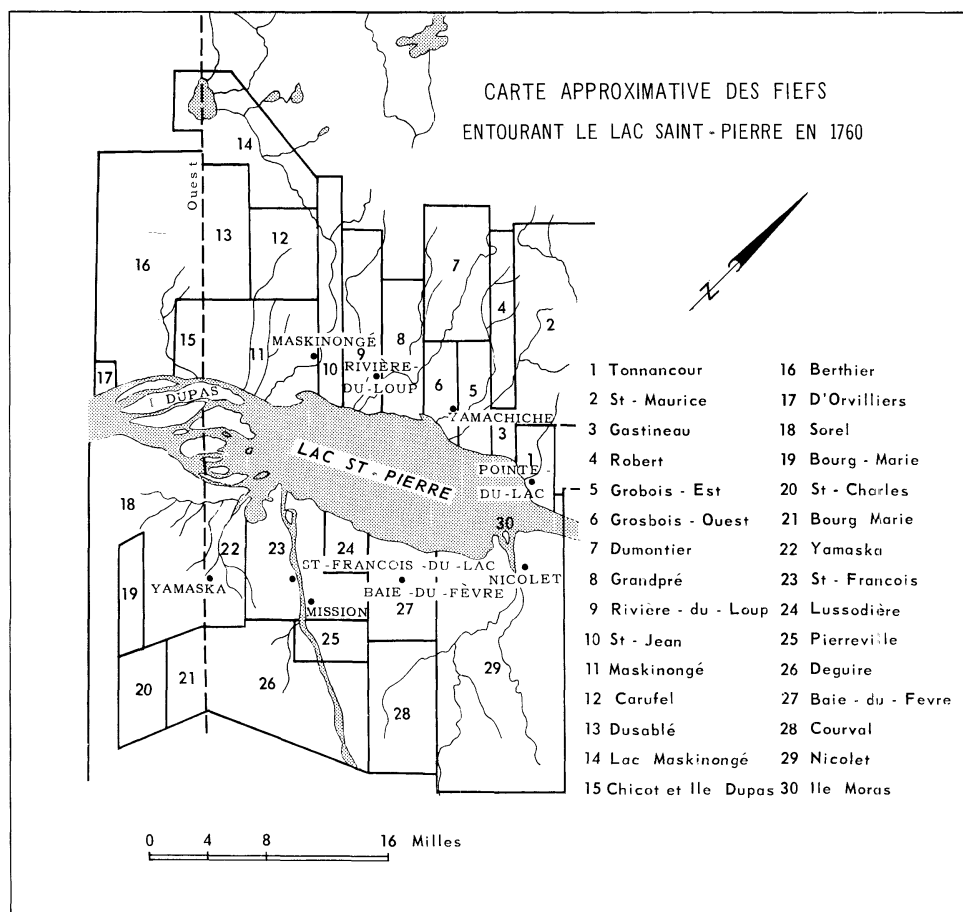 CARTE APPROXIMATIVE DES FIEFS
ENTOURANT LE LAC SAINT-PIERRE EN 1760
N
Ouest
14
13
12
16
7
4
2
15
11
MASKINONGÉ
10
9
8
RIVIÈRE-
DU-LOUP
6
5
YAMACHICHE
3
17
I DUPAS
LAC ST-PIERRE
1
POINTE-
DU-LAC
30
18
22
23
24
ST-FRANCOIS-DU-LAC
NICOLET
19
YAMASKA
BAIE-DU-FÈVRE
MISSION
27
25
20
21
26
28
29
1 Tonnancour
2 St-Maurice
3 Gastineau
4 Robert
5 Grobois-Est
6 Grosbois-Ouest
7 Dumontier
8 Grandpré
9 Rivière-du-Loup
10 St-Jean
11 Maskinongé
12 Carufel
13 Dusablé
14 Lac Maskinongé
15 Chicot et Ile Dupas
16 Berthier
17 D'Orvilliers
18 Sorel
19 Bourg-Marie
20 St-Charles
21 Bourg Marie
22 Yamaska
23 St-Francois
24 Lussodière
25 Pierreville
26 Deguire
27 Baie-du-Fevre
28 Courval
29 Nicolet
30 Ile Moras
0 4 8 16 Milles